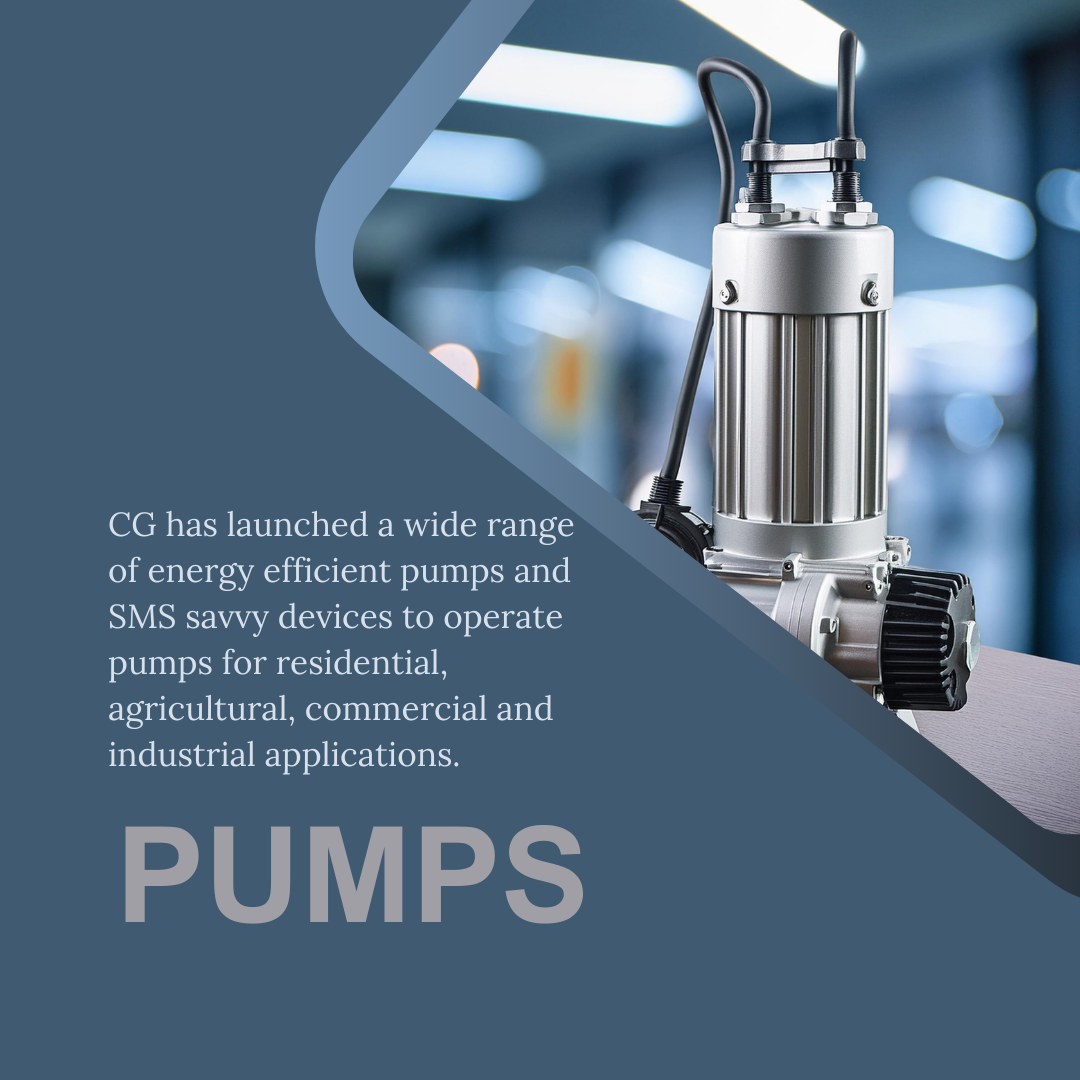 CG has launched a wide range
of energy efficient pumps and
SMS savvy devices to operate
pumps for residential,
agricultural, commercial and
industrial applications.
PUMPS